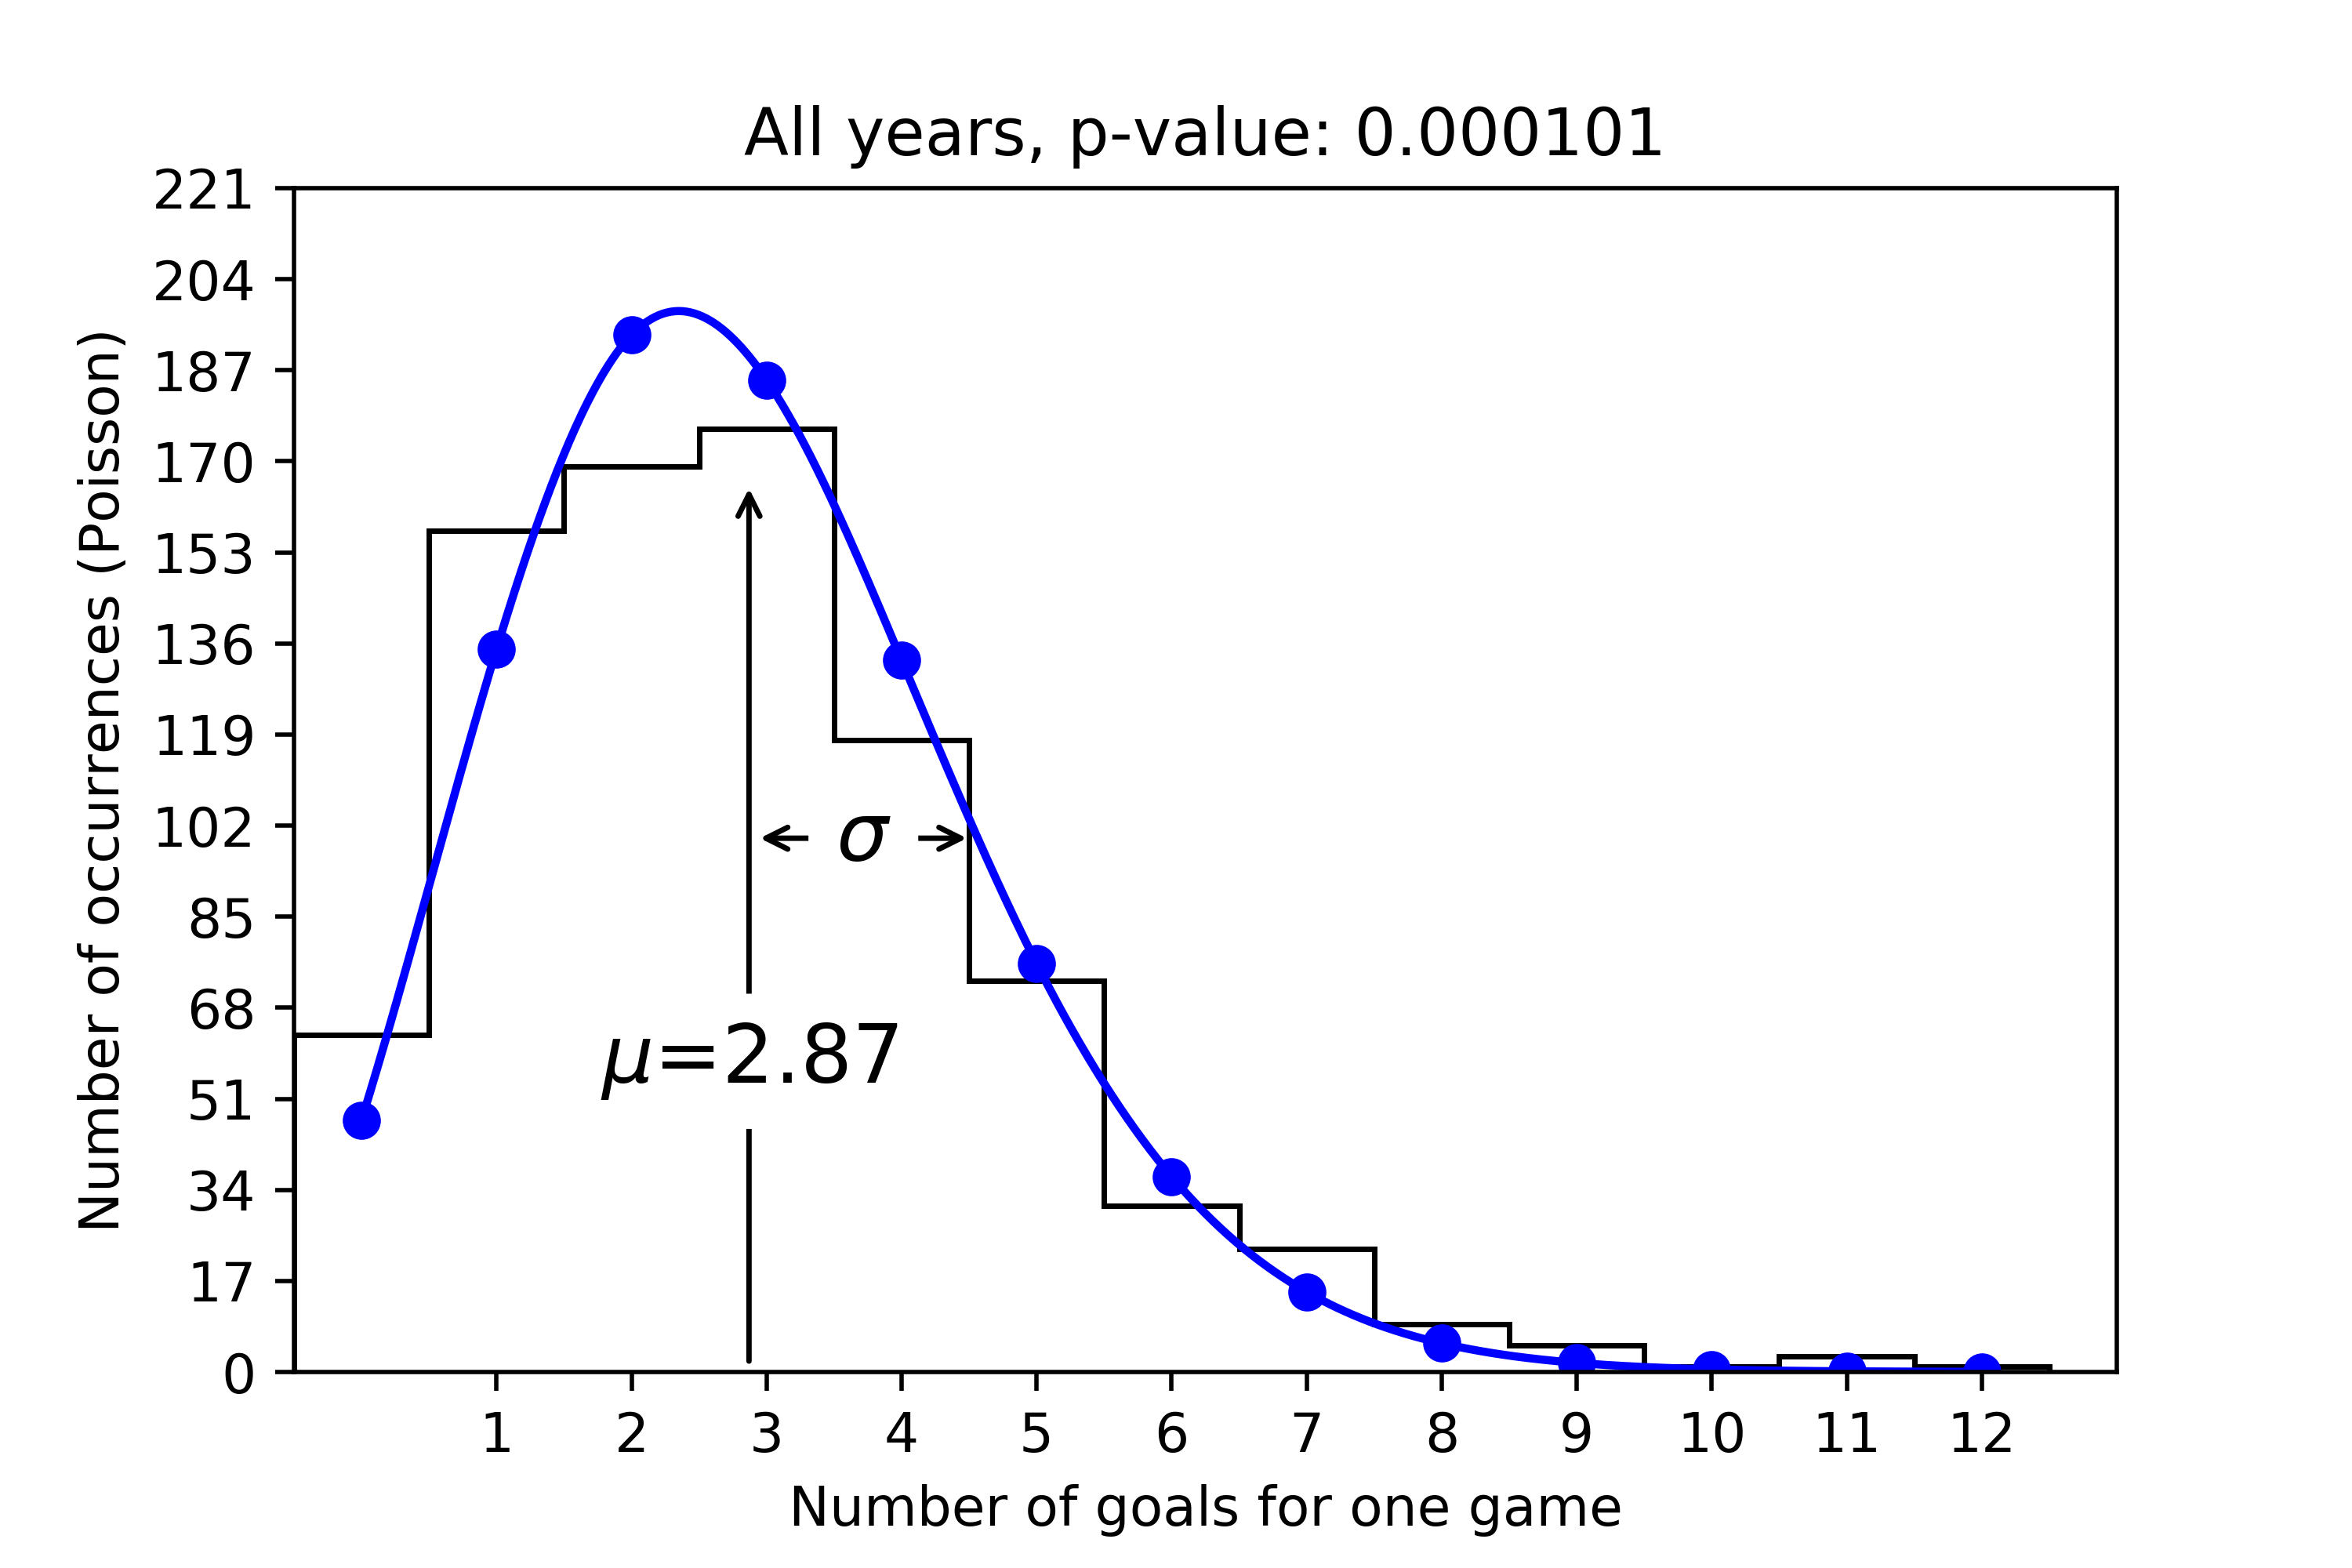 All years, p-value: 0.000101
Number of occurrences (Poisson)
221
204
187
170
153
136
119
102
85
68
51
34
17
0
σ
μ=2.87
1 2 3 4 5 6 7 8 9 10 11 12
Number of goals for one game